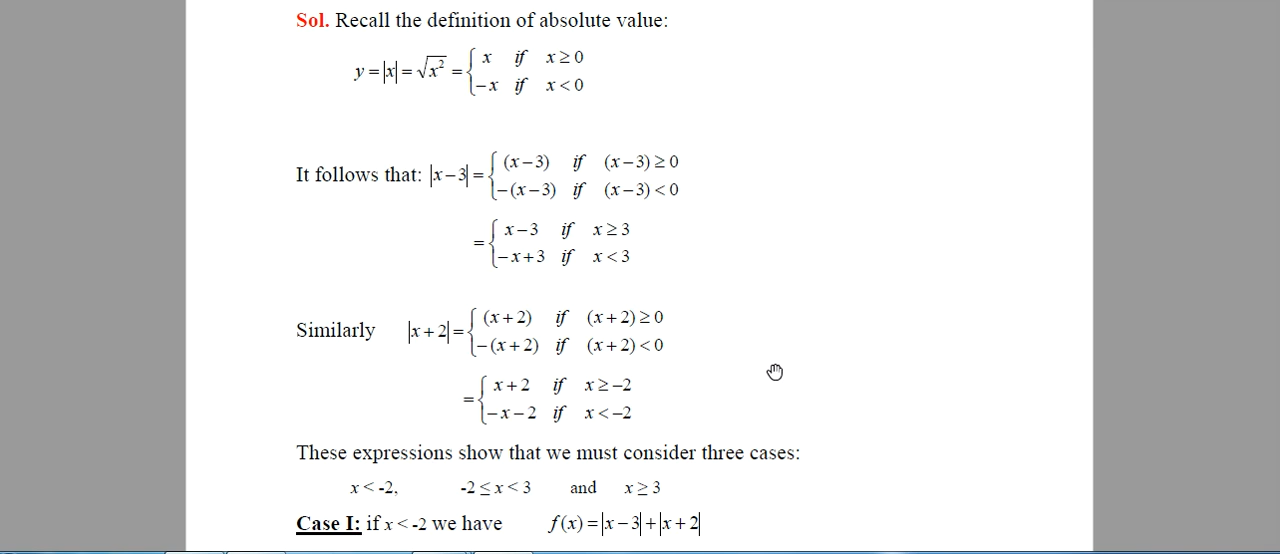 Sol. Recall the definition of absolute value:
y = |x| = √x² = { x if x ≥ 0
−x if x < 0
It follows that: |x−3| = { (x−3) if (x−3) ≥ 0
−(x−3) if (x−3) < 0
= { x−3 if x ≥ 3
−x+3 if x < 3
Similarly |x+2| = { (x+2) if (x+2) ≥ 0
−(x+2) if (x+2) < 0
= { x+2 if x ≥ −2
−x−2 if x < −2
These expressions show that we must consider three cases:
x < -2, -2 ≤ x < 3 and x ≥ 3
Case I: if x < -2 we have f(x) = |x−3| + |x+2|